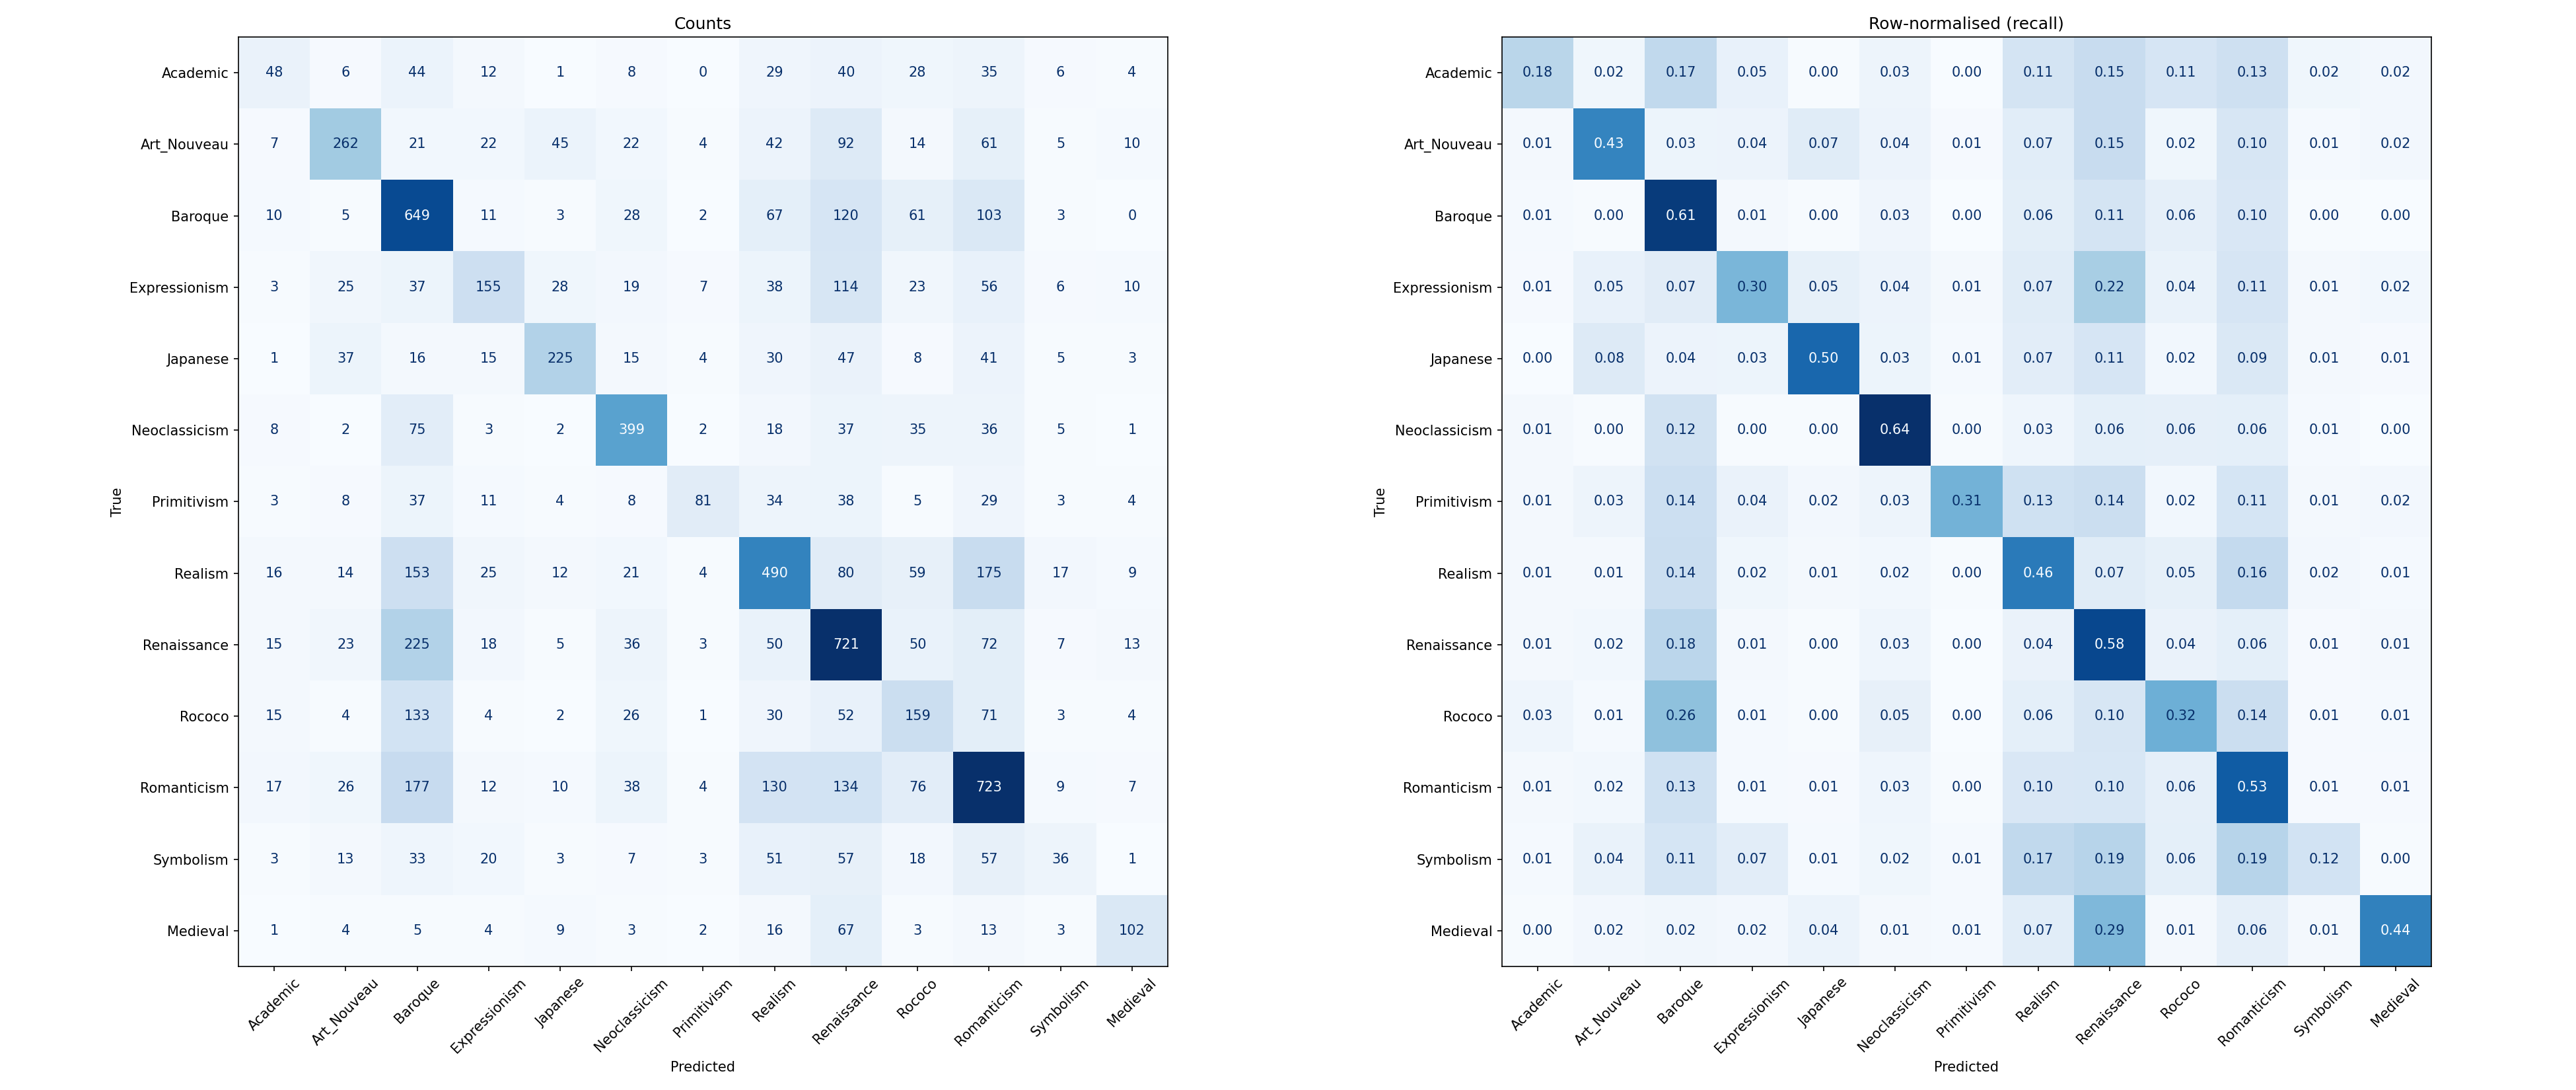 Counts
Academic 48 6 44 12 1 8 0 29 40 28 35 6 4
Art_Nouveau 7 262 21 22 45 22 4 42 92 14 61 5 10
Baroque 10 5 649 11 3 28 2 67 120 61 103 3 0
Expressionism 3 25 37 155 28 19 7 38 114 23 56 6 10
Japanese 1 37 16 15 225 15 4 30 47 8 41 5 3
Neoclassicism 8 2 75 3 2 399 2 18 37 35 36 5 1
Primitivism 3 8 37 11 4 8 81 34 38 5 29 3 4
Realism 16 14 153 25 12 21 4 490 80 59 175 17 9
Renaissance 15 23 225 18 5 36 3 50 721 50 72 7 13
Rococo 15 4 133 4 2 26 1 30 52 159 71 3 4
Romanticism 17 26 177 12 10 38 4 130 134 76 723 9 7
Symbolism 3 13 33 20 3 7 3 51 57 18 57 36 1
Medieval 1 4 5 4 9 3 2 16 67 3 13 3 102
True
Academic Art_Nouveau Baroque Expressionism Japanese Neoclassicism Primitivism Realism Renaissance Rococo Romanticism Symbolism Medieval
Predicted
Row-normalised (recall)
Academic 0.18 0.02 0.17 0.05 0.00 0.03 0.00 0.11 0.15 0.11 0.13 0.02 0.02
Art_Nouveau 0.01 0.43 0.03 0.04 0.07 0.04 0.01 0.07 0.15 0.02 0.10 0.01 0.02
Baroque 0.01 0.00 0.61 0.01 0.00 0.03 0.00 0.06 0.11 0.06 0.10 0.00 0.00
Expressionism 0.01 0.05 0.07 0.30 0.05 0.04 0.01 0.07 0.22 0.04 0.11 0.01 0.02
Japanese 0.00 0.08 0.04 0.03 0.50 0.03 0.01 0.07 0.11 0.02 0.09 0.01 0.01
Neoclassicism 0.01 0.00 0.12 0.00 0.00 0.64 0.00 0.03 0.06 0.06 0.06 0.01 0.00
Primitivism 0.01 0.03 0.14 0.04 0.02 0.03 0.31 0.13 0.14 0.02 0.11 0.01 0.02
Realism 0.01 0.01 0.14 0.02 0.01 0.02 0.00 0.46 0.07 0.05 0.16 0.02 0.01
Renaissance 0.01 0.02 0.18 0.01 0.00 0.03 0.00 0.04 0.58 0.04 0.06 0.01 0.01
Rococo 0.03 0.01 0.26 0.01 0.00 0.05 0.00 0.06 0.10 0.32 0.14 0.01 0.01
Romanticism 0.01 0.02 0.13 0.01 0.01 0.03 0.00 0.10 0.10 0.06 0.53 0.01 0.01
Symbolism 0.01 0.04 0.11 0.07 0.01 0.02 0.01 0.17 0.19 0.06 0.19 0.12 0.00
Medieval 0.00 0.02 0.02 0.02 0.04 0.01 0.01 0.07 0.29 0.01 0.06 0.01 0.44
True
Academic Art_Nouveau Baroque Expressionism Japanese Neoclassicism Primitivism Realism Renaissance Rococo Romanticism Symbolism Medieval
Predicted